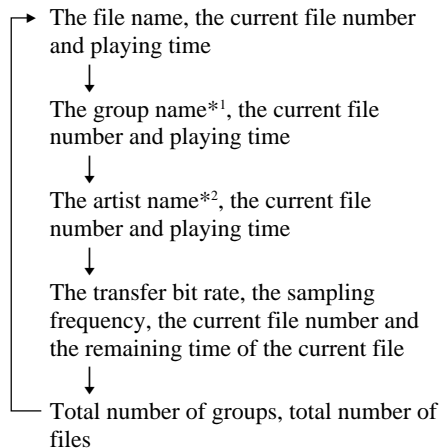 The file name, the current file number
and playing time
The group name*1, the current file
number and playing time
The artist name*2, the current file
number and playing time
The transfer bit rate, the sampling
frequency, the current file number and
the remaining time of the current file
Total number of groups, total number of
files